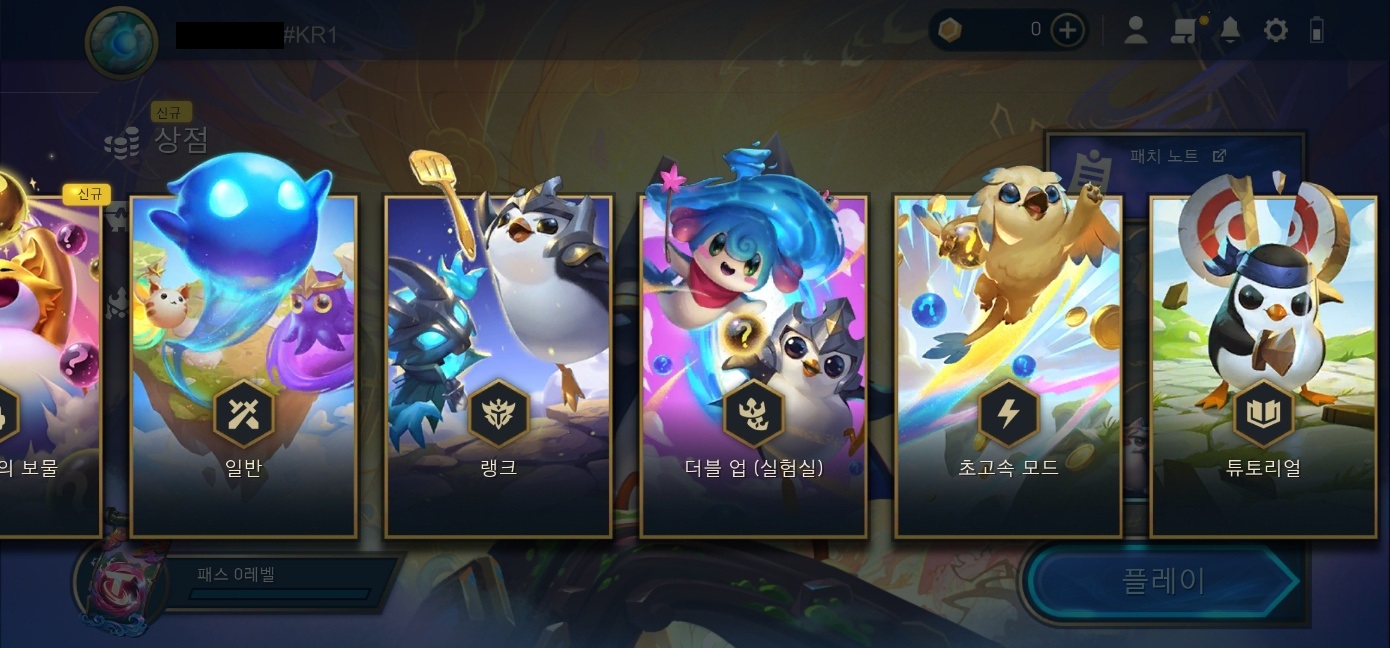 #KR1
0
신규
상점
패치 노트
신규
의 보물
일반
랭크
더블 업 (실험실)
초고속 모드
튜토리얼
패스 0레벨
플레이